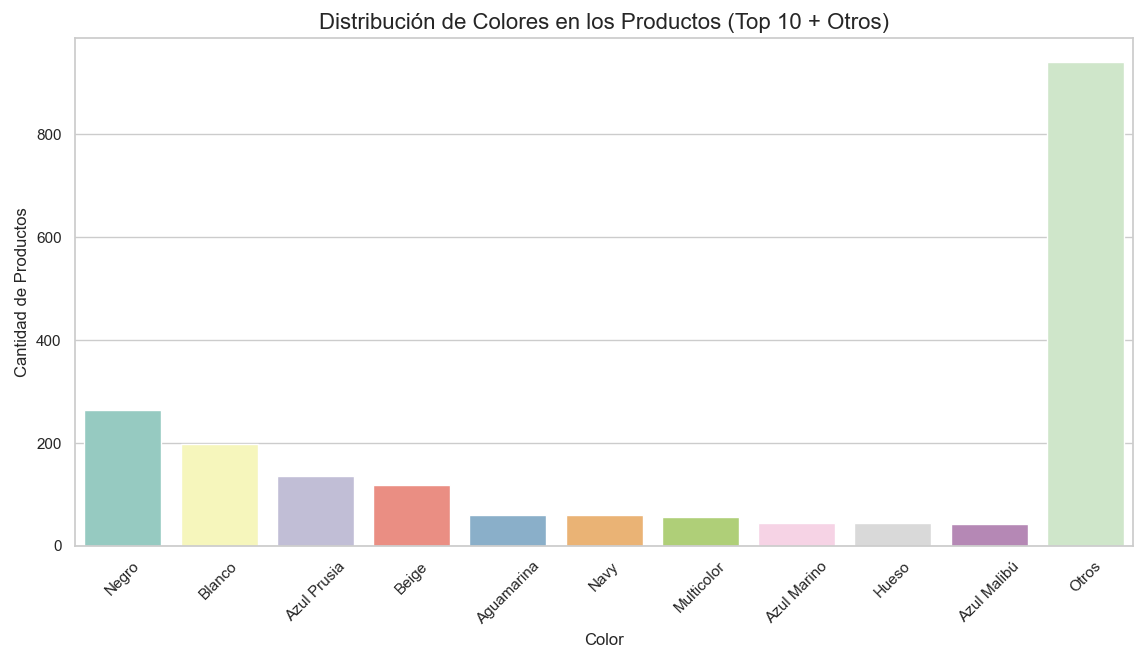 Distribución de Colores en los Productos (Top 10 + Otros)
Cantidad de Productos
800
600
400
200
0
Negro
Blanco
Azul Prusia
Beige
Aguamarina
Navy
Multicolor
Azul Marino
Hueso
Azul Malibú
Otros
Color